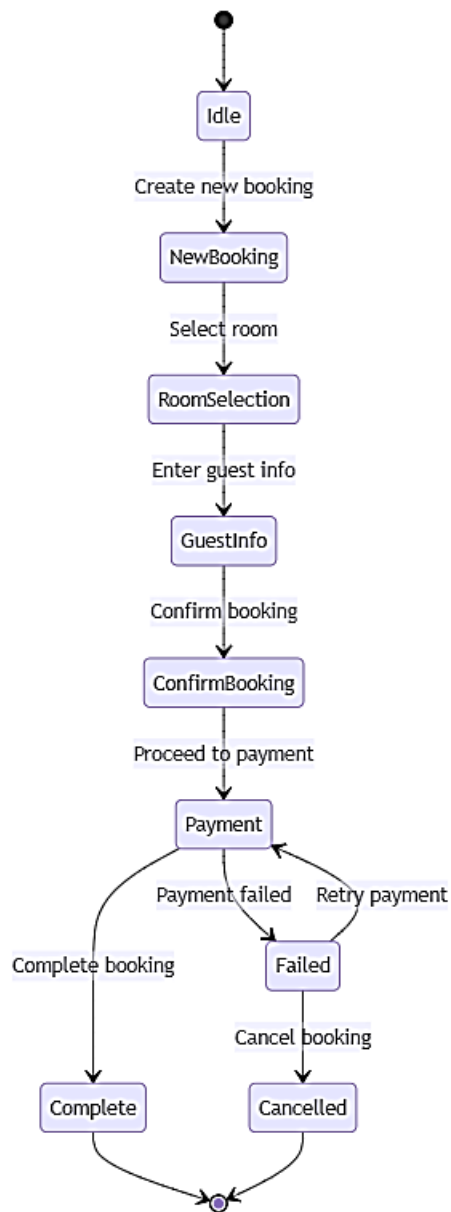 Idle
Create new booking
NewBooking
Select room
RoomSelection
Enter guest info
GuestInfo
Confirm booking
ConfirmBooking
Proceed to payment
Payment
Payment failed
Retry payment
Complete booking
Failed
Cancel booking
Complete
Cancelled